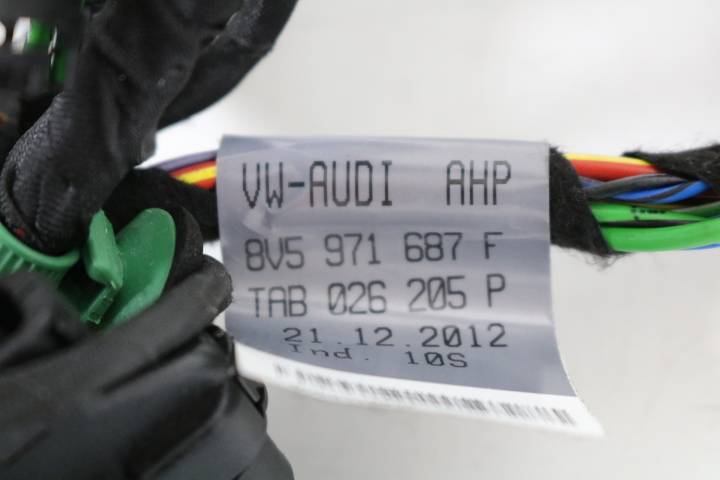 VW-AUDI AHP
8V5 971 687 F
TAB 026 205 P
21.12.2012
Ind. 10S